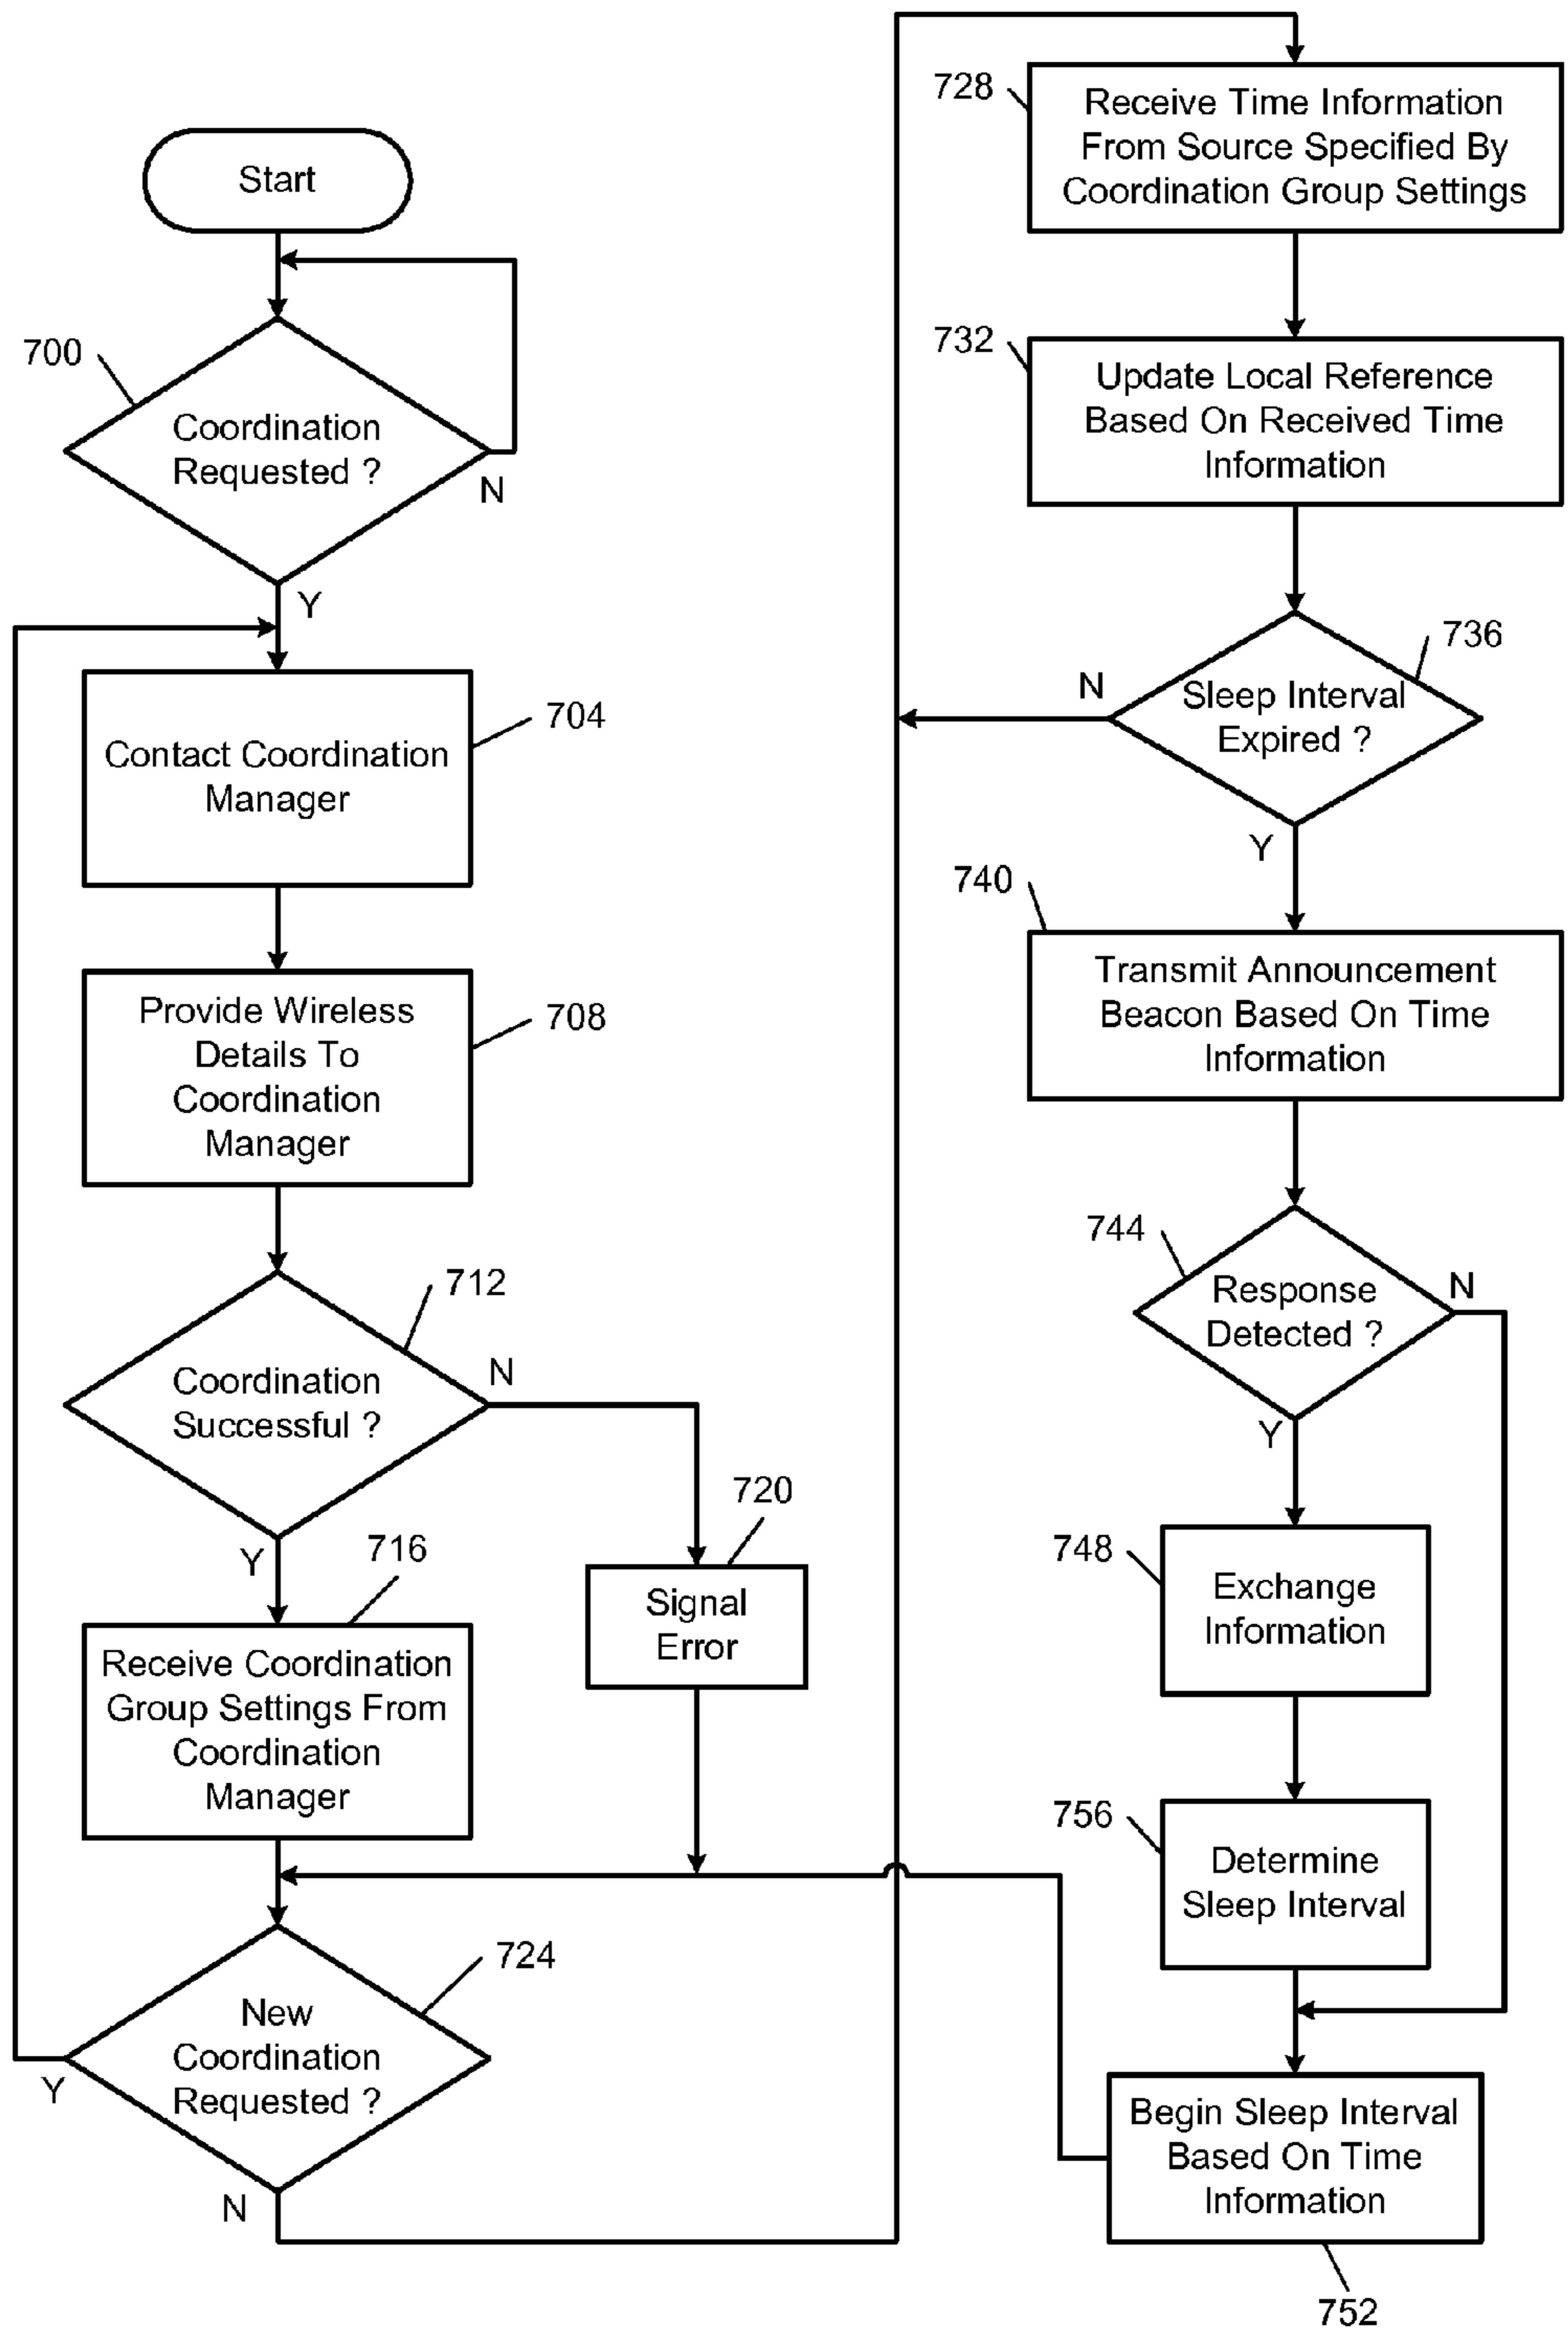 Start
700
Coordination
Requested ?
N
Y
704
Contact Coordination
Manager
708
Provide Wireless
Details To
Coordination
Manager
712
Coordination
Successful ?
N
Y
716
Receive Coordination
Group Settings From
Coordination
Manager
720
Signal
Error
724
New
Coordination
Requested ?
Y
N
728
Receive Time Information
From Source Specified By
Coordination Group Settings
732
Update Local Reference
Based On Received Time
Information
736
Sleep Interval
Expired ?
N
Y
740
Transmit Announcement
Beacon Based On Time
Information
744
Response
Detected ?
N
Y
748
Exchange
Information
756
Determine
Sleep Interval
Begin Sleep Interval
Based On Time
Information
752